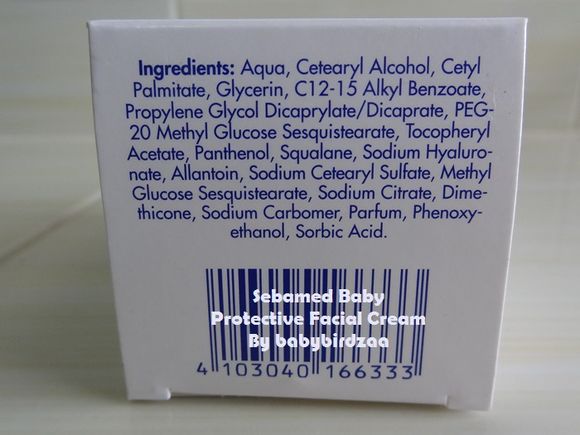 Ingredients: Aqua, Cetearyl Alcohol, Cetyl
Palmitate, Glycerin, C12-15 Alkyl Benzoate,
Propylene Glycol Dicaprylate/Dicaprate, PEG-
20 Methyl Glucose Sesquistearate, Tocopheryl
Acetate, Panthenol, Squalane, Sodium Hyaluro-
nate, Allantoin, Sodium Cetearyl Sulfate, Methyl
Glucose Sesquistearate, Sodium Citrate, Dime-
thicone, Sodium Carbomer, Parfum, Phenoxy-
ethanol, Sorbic Acid.
Sebamed Baby
Protective Facial Cream
By babybirdzaa
4 103040 166333